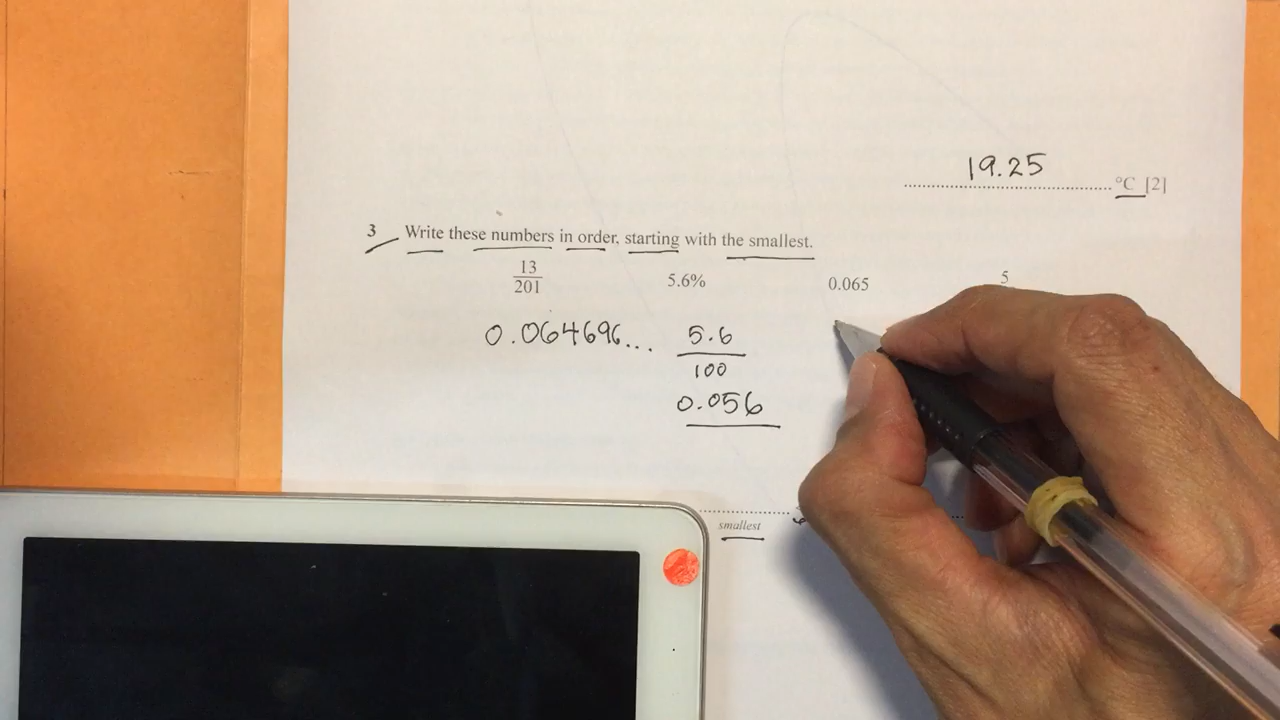 19.25
°C [2]
3 Write these numbers in order, starting with the smallest.
13/201 5.6% 0.065 5
0.064696... 5.6/100
0.056
smallest